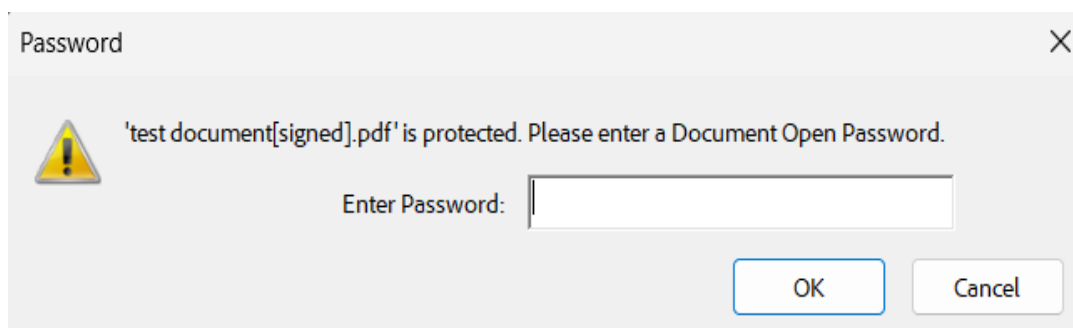 Password
'test document[signed].pdf' is protected. Please enter a Document Open Password.
Enter Password:
OK
Cancel